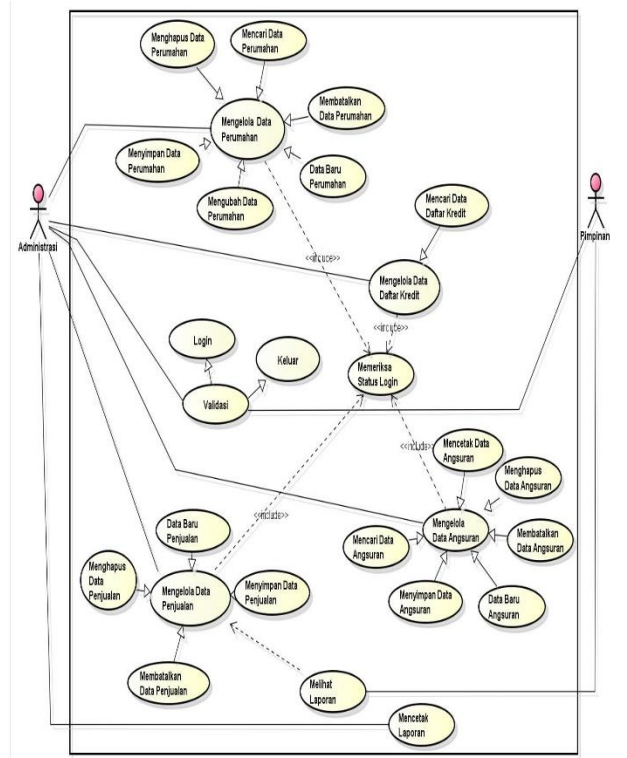 Menghapus Data
Perumahan
Mencari Data
Perumahan
Mengelola Data
Perumahan
Membatalkan
Data Perumahan
Menyimpan Data
Perumahan
Data Baru
Perumahan
Mengubah Data
Perumahan
Administrasi
Pimpinan
Mencari Data
Daftar Kredit
<<include>>
Mengelola Data
Daftar Kredit
<<include>>
Login
Keluar
Validasi
Memeriksa
Status Login
<<include>>
Mencetak Data
Angsuran
Menghapus
Data Angsuran
Mengelola
Data Angsuran
Membatalkan
Data Angsuran
Mencari Data
Angsuran
Menyimpan Data
Angsuran
Data Baru
Angsuran
<<include>>
Data Baru
Penjualan
Menghapus
Data
Penjualan
Mengelola Data
Penjualan
Menyimpan Data
Penjualan
Membatalkan
Data Penjualan
Melihat
Laporan
Mencetak
Laporan